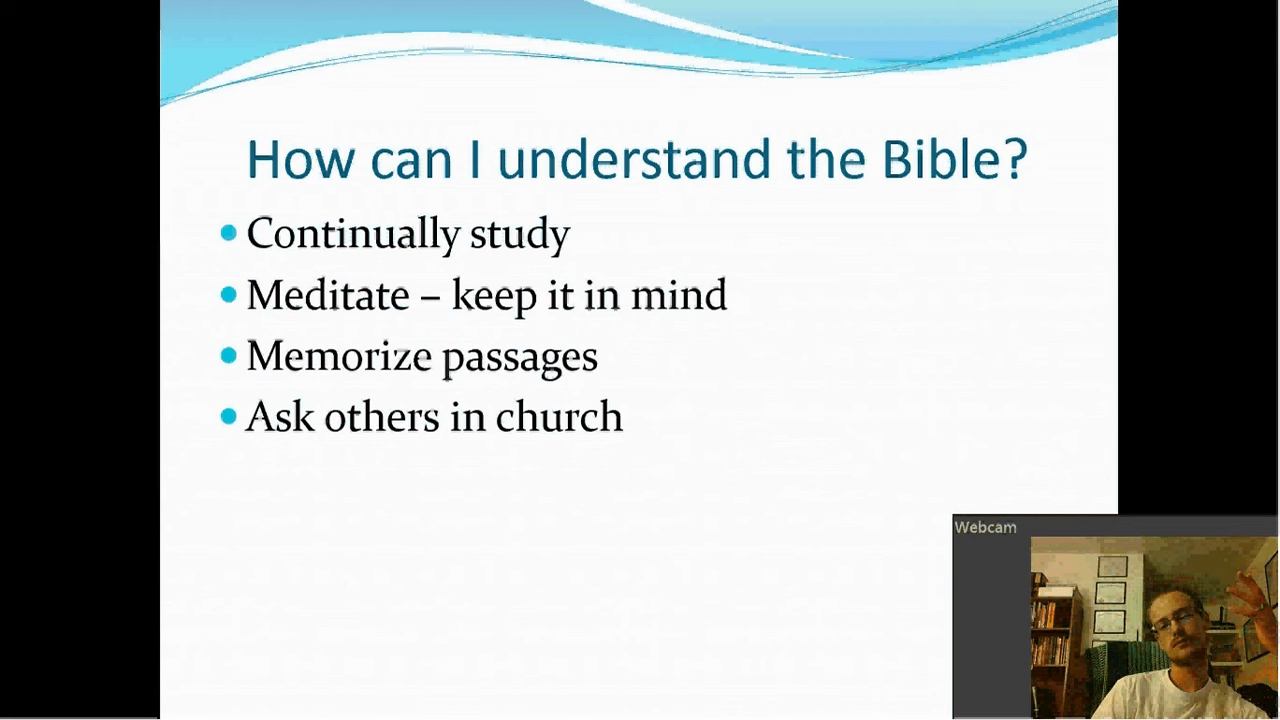 How can I understand the Bible?
Continually study
Meditate – keep it in mind
Memorize passages
Ask others in church
Webcam